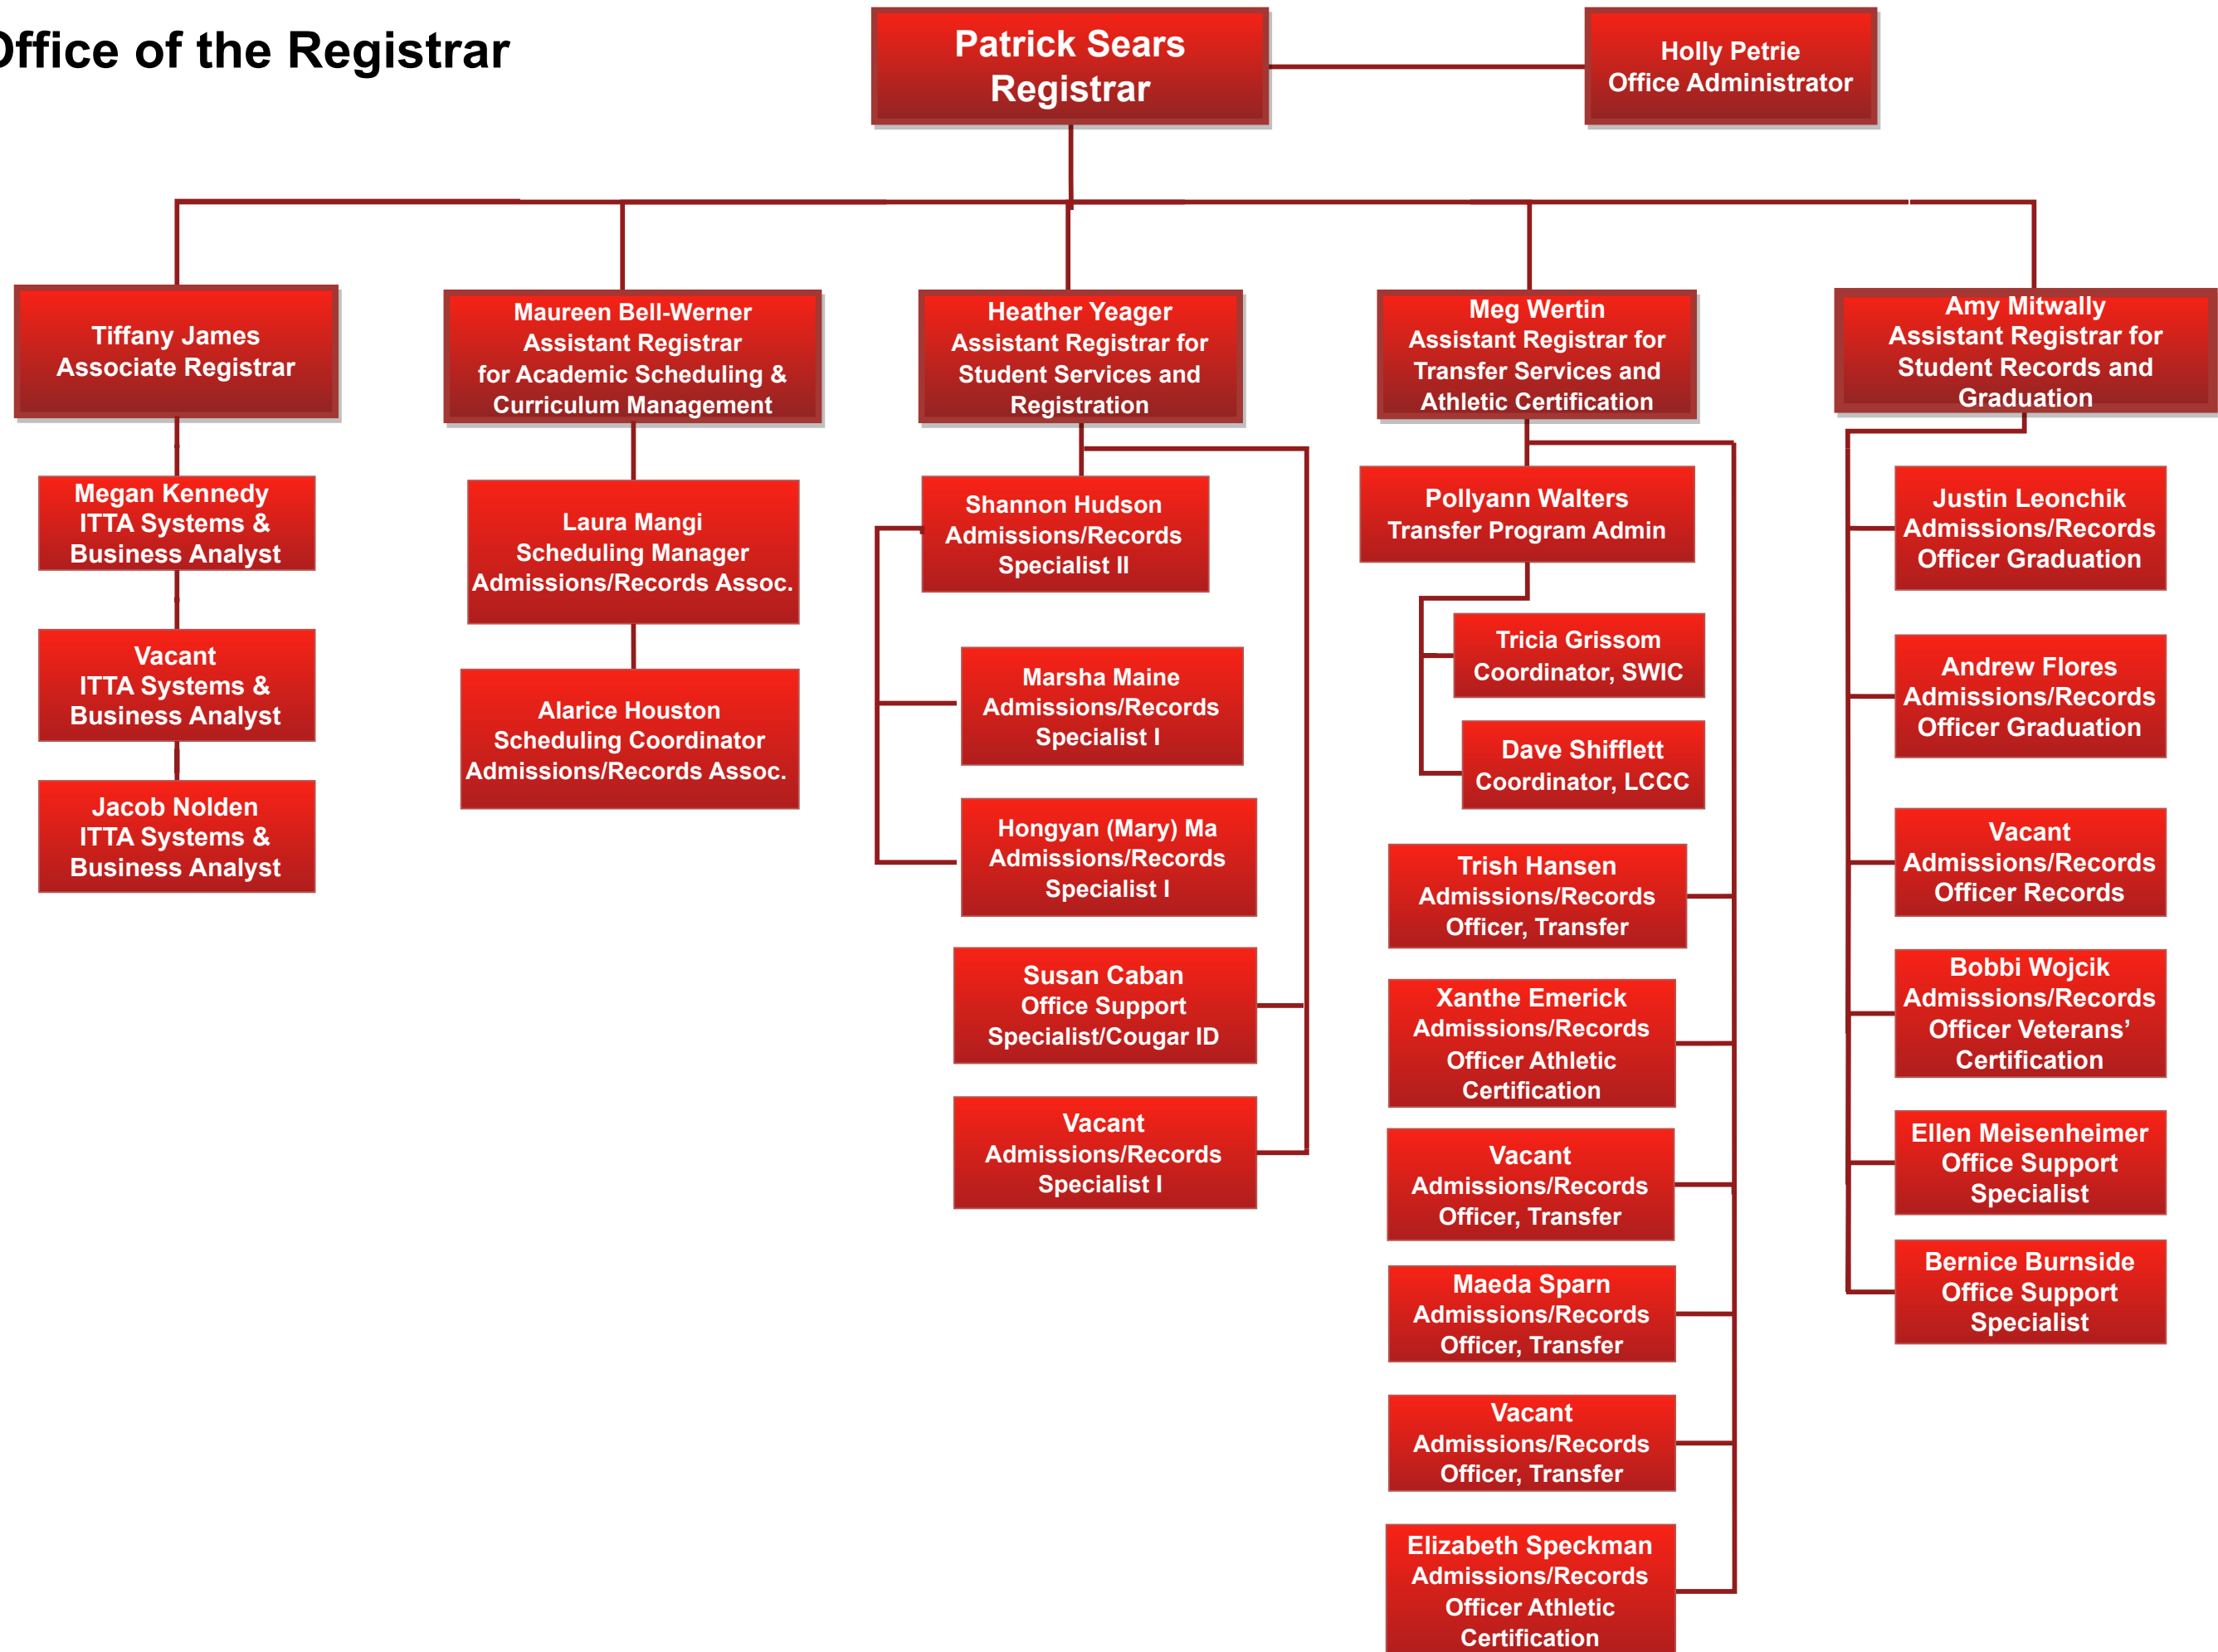 Office of the Registrar
Patrick Sears
Registrar
Holly Petrie
Office Administrator
Tiffany James
Associate Registrar
Megan Kennedy
ITTA Systems &
Business Analyst
Vacant
ITTA Systems &
Business Analyst
Jacob Nolden
ITTA Systems &
Business Analyst
Maureen Bell-Werner
Assistant Registrar
for Academic Scheduling &
Curriculum Management
Laura Mangi
Scheduling Manager
Admissions/Records Assoc.
Alarice Houston
Scheduling Coordinator
Admissions/Records Assoc.
Heather Yeager
Assistant Registrar for
Student Services and
Registration
Shannon Hudson
Admissions/Records
Specialist II
Marsha Maine
Admissions/Records
Specialist I
Hongyan (Mary) Ma
Admissions/Records
Specialist I
Susan Caban
Office Support
Specialist/Cougar ID
Vacant
Admissions/Records
Specialist I
Meg Wertin
Assistant Registrar for
Transfer Services and
Athletic Certification
Pollyann Walters
Transfer Program Admin
Tricia Grissom
Coordinator, SWIC
Dave Shifflett
Coordinator, LCCC
Trish Hansen
Admissions/Records
Officer, Transfer
Xanthe Emerick
Admissions/Records
Officer Athletic
Certification
Vacant
Admissions/Records
Officer, Transfer
Maeda Sparn
Admissions/Records
Officer, Transfer
Vacant
Admissions/Records
Officer, Transfer
Elizabeth Speckman
Admissions/Records
Officer Athletic
Certification
Amy Mitwally
Assistant Registrar for
Student Records and
Graduation
Justin Leonchik
Admissions/Records
Officer Graduation
Andrew Flores
Admissions/Records
Officer Graduation
Vacant
Admissions/Records
Officer Records
Bobbi Wojcik
Admissions/Records
Officer Veterans’
Certification
Ellen Meisenheimer
Office Support
Specialist
Bernice Burnside
Office Support
Specialist